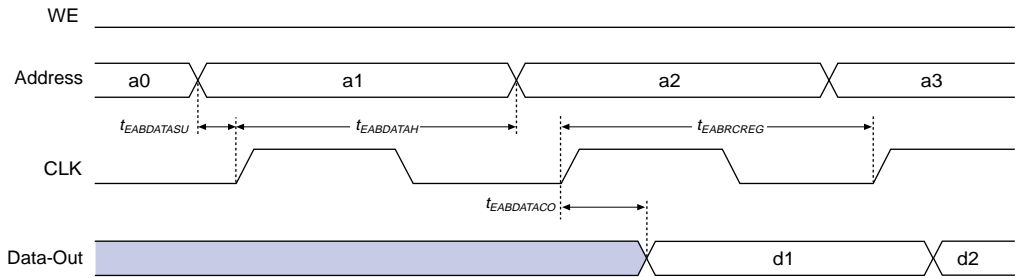 WE
Address a0 a1 a2 a3
tEABDATASU tEABDATAH tEABRCREG
CLK
tEABDATACO
Data-Out d1 d2